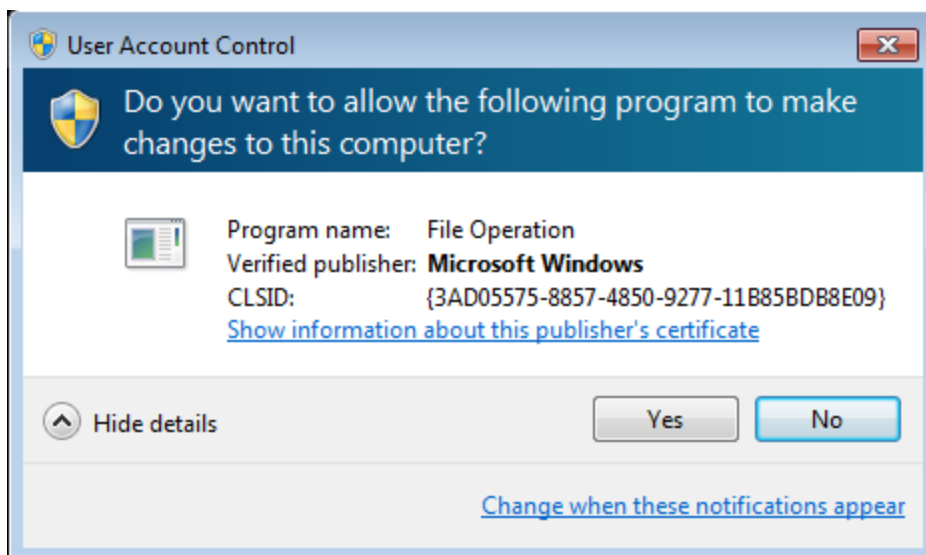 User Account Control
Do you want to allow the following program to make
changes to this computer?
Program name: File Operation
Verified publisher: Microsoft Windows
CLSID: {3AD05575-8857-4850-9277-11B85BDB8E09}
Show information about this publisher's certificate
Hide details
Yes
No
Change when these notifications appear